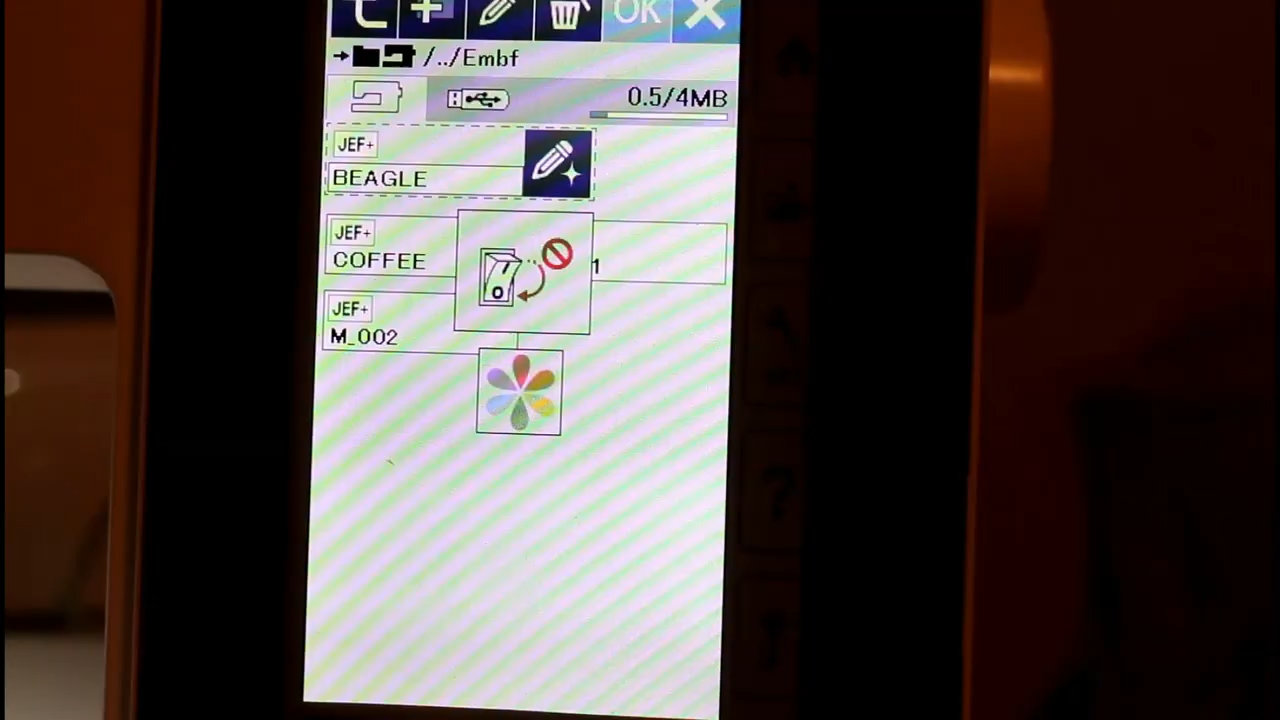 OK
/../Embf
0.5/4MB
JEF+
BEAGLE
JEF+
COFFEE
1
JEF+
M_002